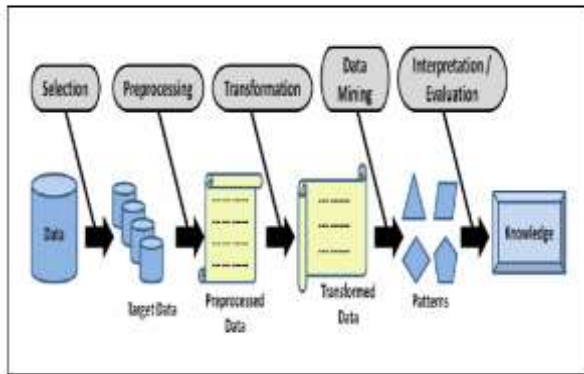 Selection
Preprocessing
Transformation
Data
Mining
Interpretation /
Evaluation
Data
Target Data
Preprocessed
Data
Transformed
Data
Patterns
Knowledge